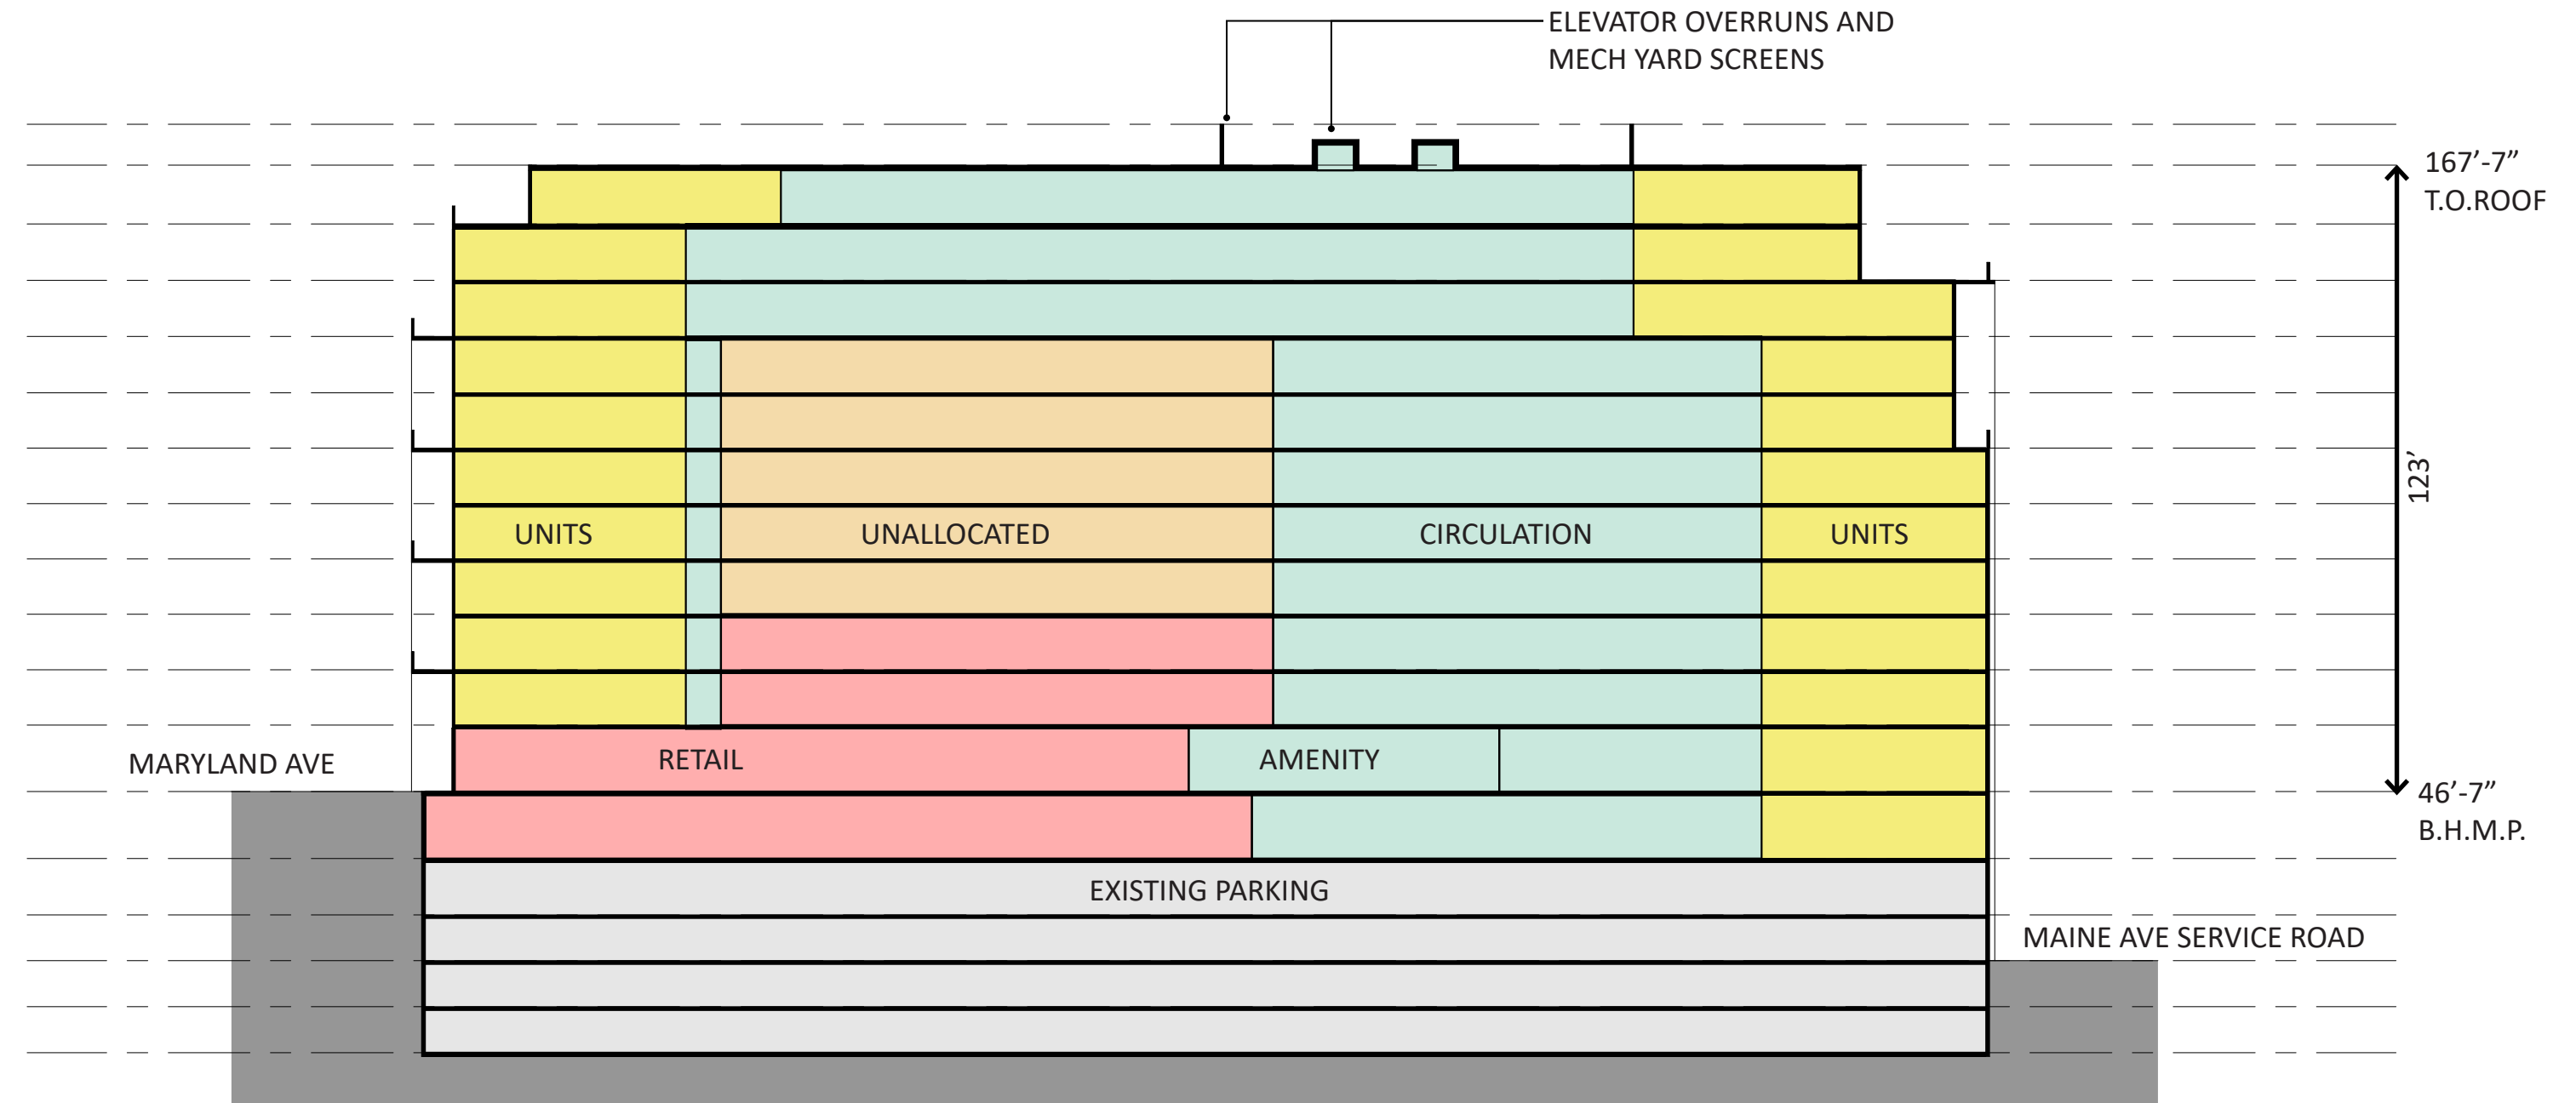 ELEVATOR OVERRUNS AND
MECH YARD SCREENS
167’-7”
T.O.ROOF
123’
UNITS
UNALLOCATED
CIRCULATION
UNITS
MARYLAND AVE
RETAIL
AMENITY
46’-7”
B.H.M.P.
EXISTING PARKING
MAINE AVE SERVICE ROAD